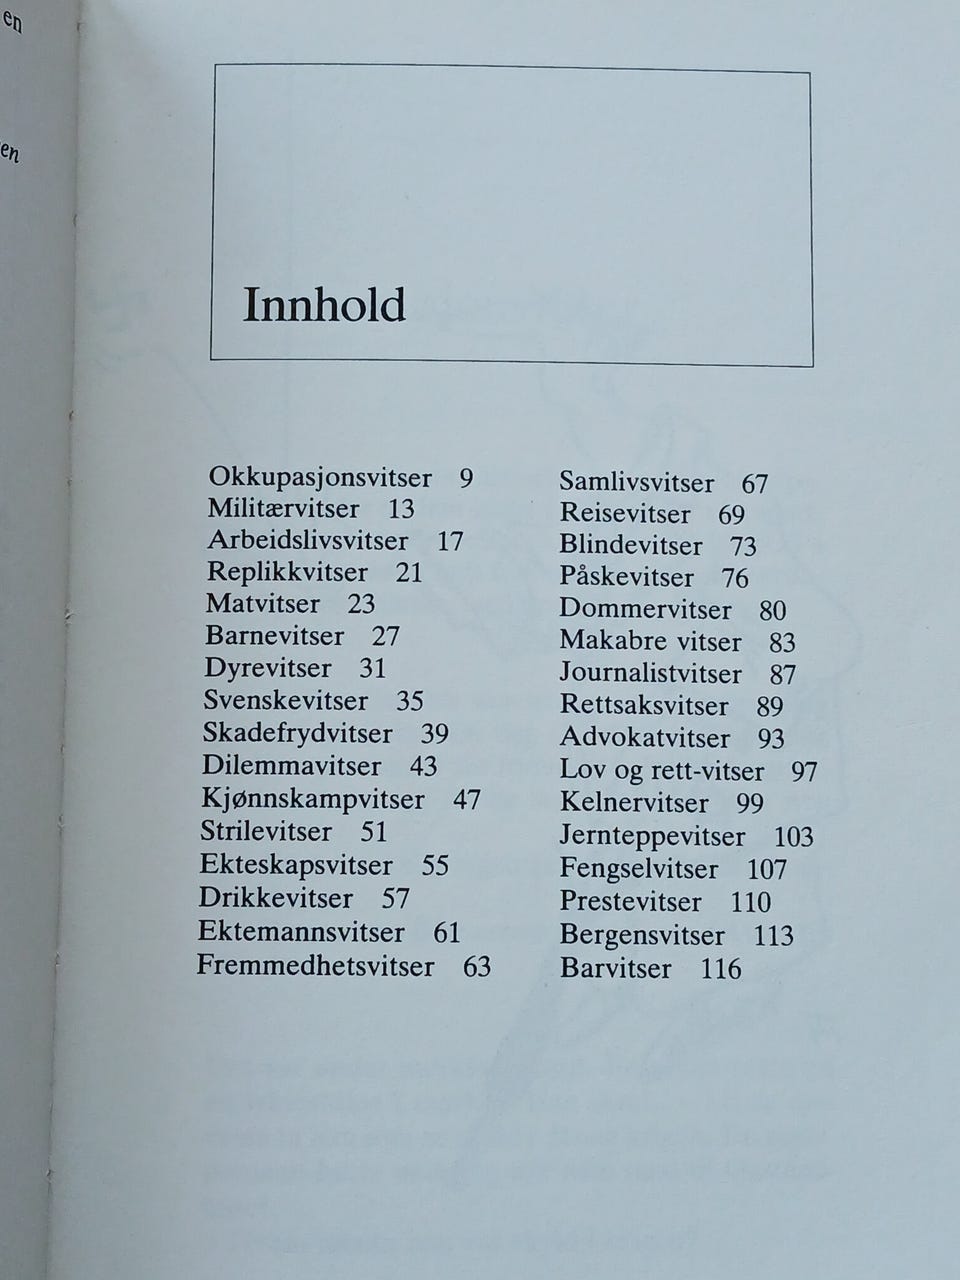 en
en
Innhold
Okkupasjonsvitser 9
Militærvitser 13
Arbeidslivsvitser 17
Replikkvitser 21
Matvitser 23
Barnevitser 27
Dyrevitser 31
Svenskevitser 35
Skadefrydvitser 39
Dilemmavitser 43
Kjønnskampvitser 47
Strilevitser 51
Ekteskapsvitser 55
Drikkevitser 57
Ektemannsvitser 61
Fremmedhetsvitser 63
Samlivsvitser 67
Reisevitser 69
Blindevitser 73
Påskevitser 76
Dommervitser 80
Makabre vitser 83
Journalistvitser 87
Rettsaksvitser 89
Advokatvitser 93
Lov og rett-vitser 97
Kelnervitser 99
Jernteppevitser 103
Fengselvitser 107
Prestevitser 110
Bergensvitser 113
Barvitser 116